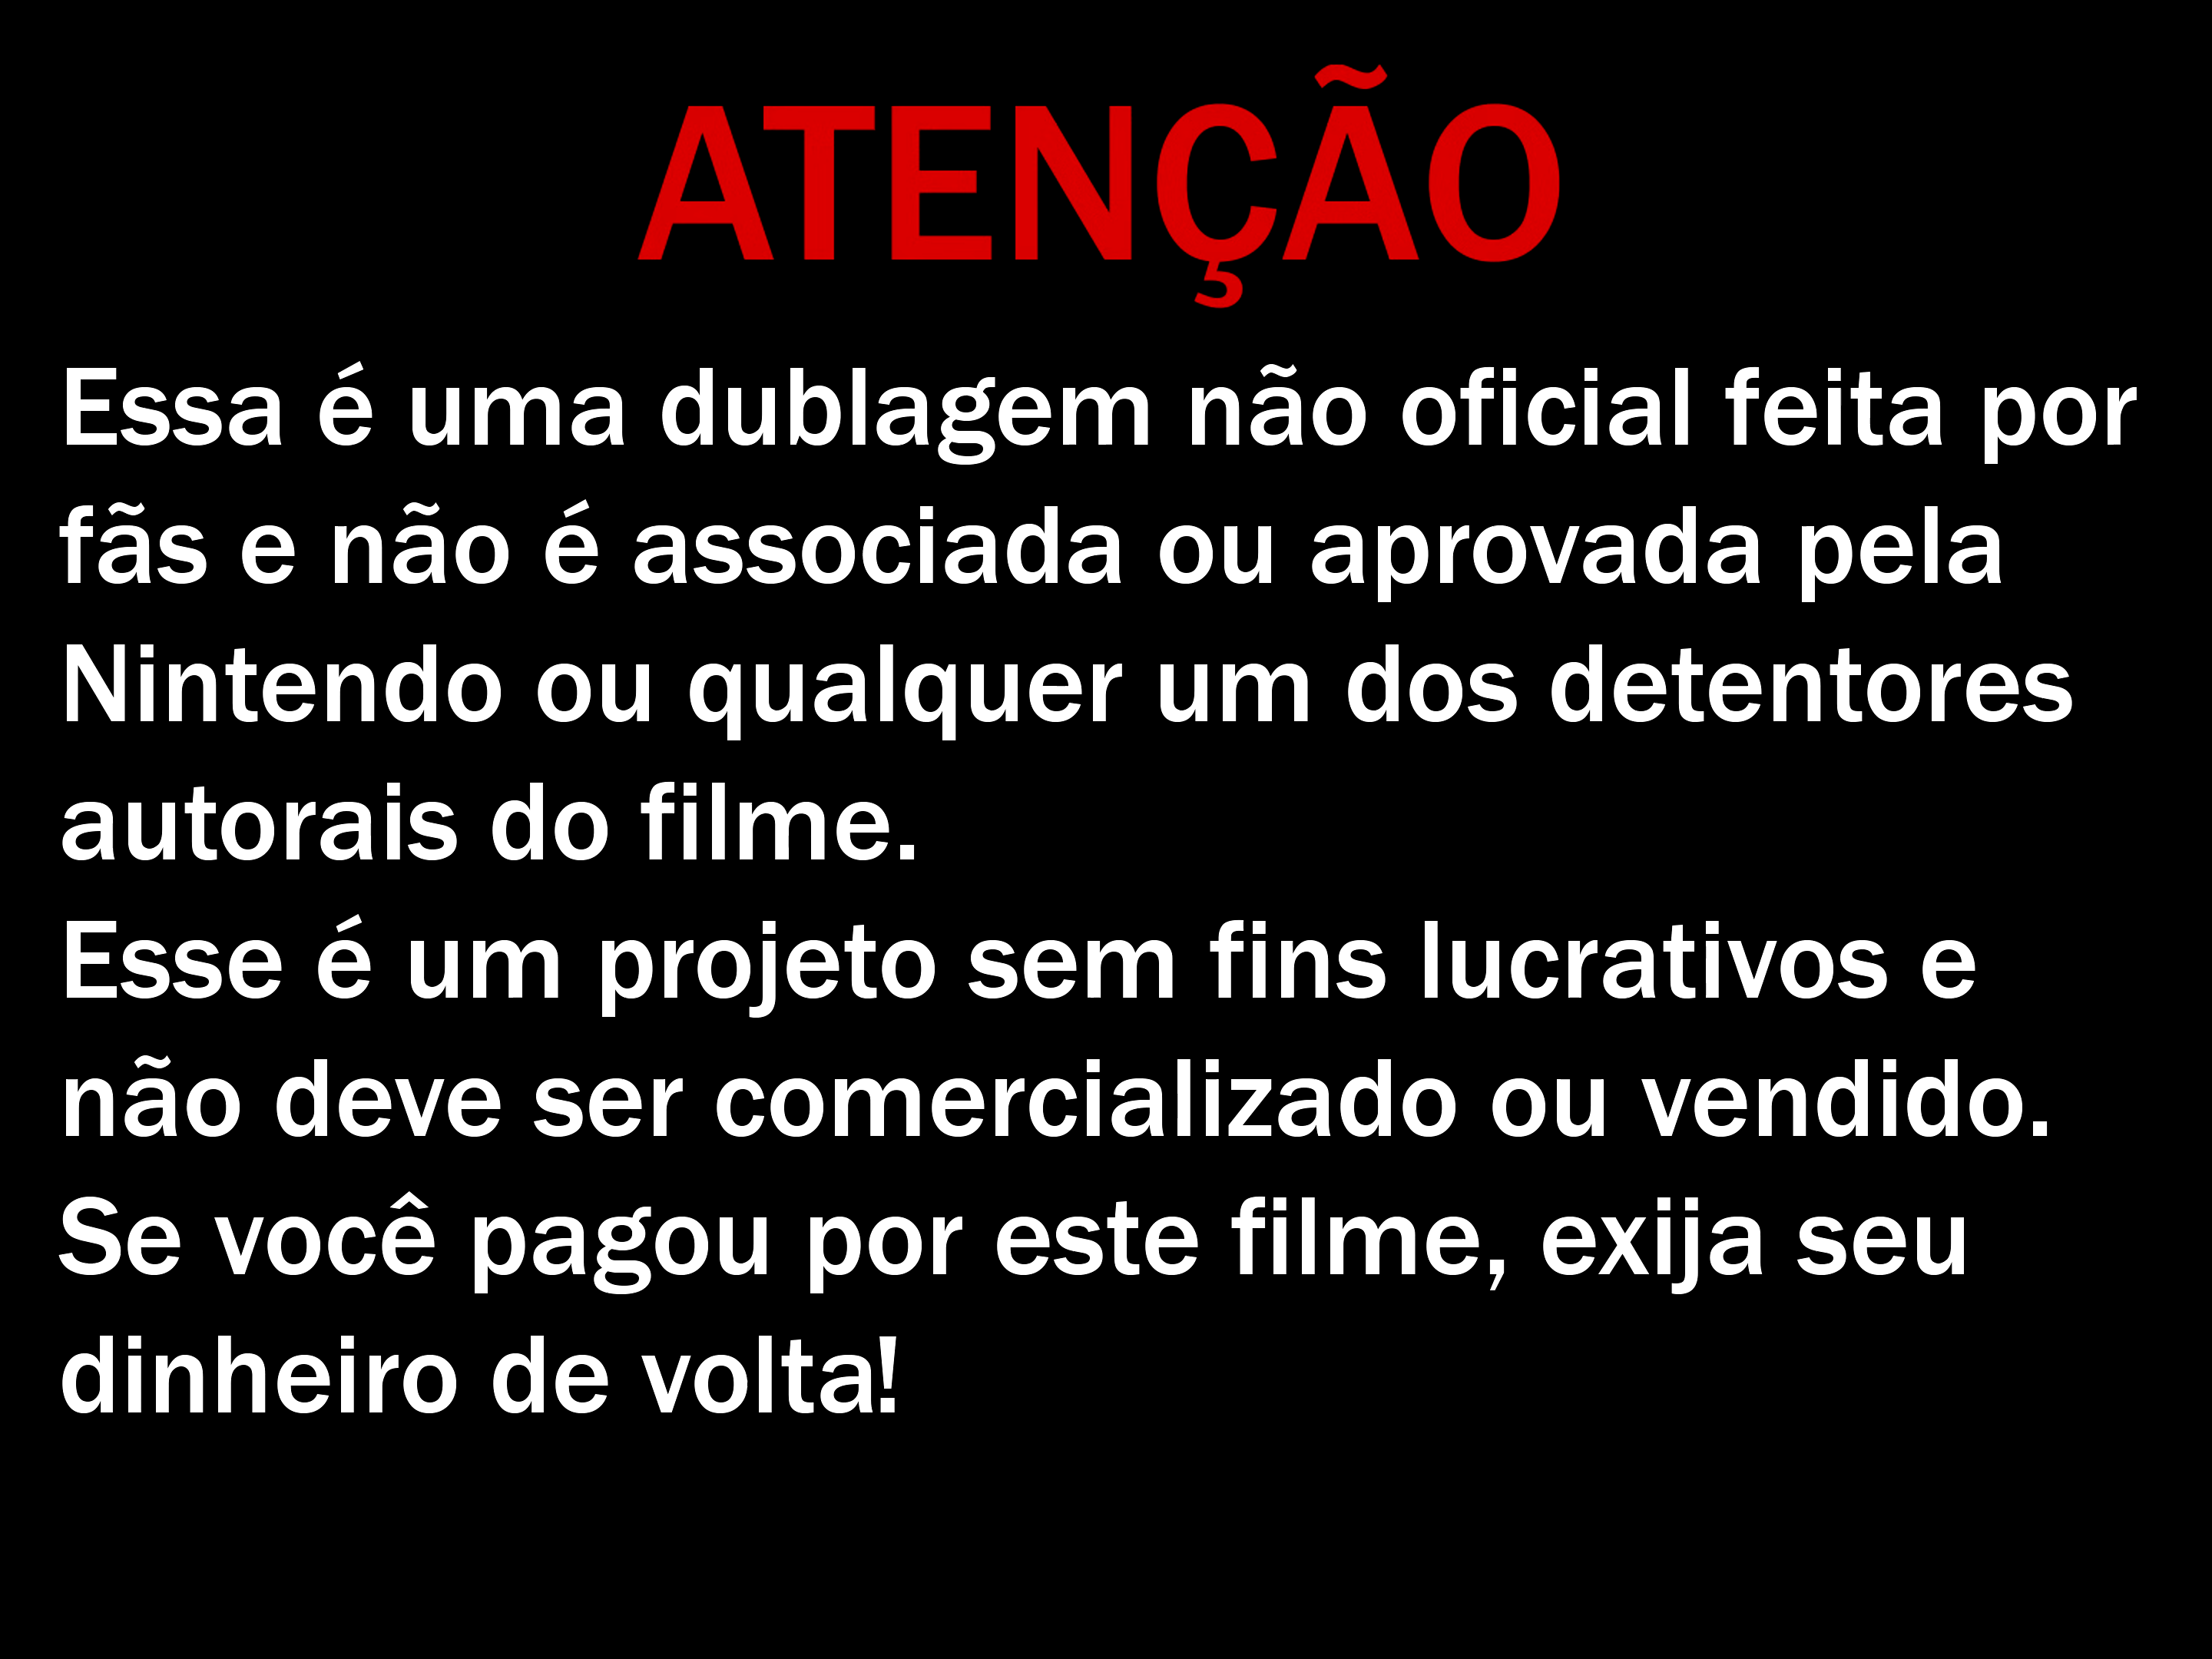 ATENÇÃO
Essa é uma dublagem não oficial feita por
fãs e não é associada ou aprovada pela
Nintendo ou qualquer um dos detentores
autorais do filme.
Esse é um projeto sem fins lucrativos e
não deve ser comercializado ou vendido.
Se você pagou por este filme, exija seu
dinheiro de volta!